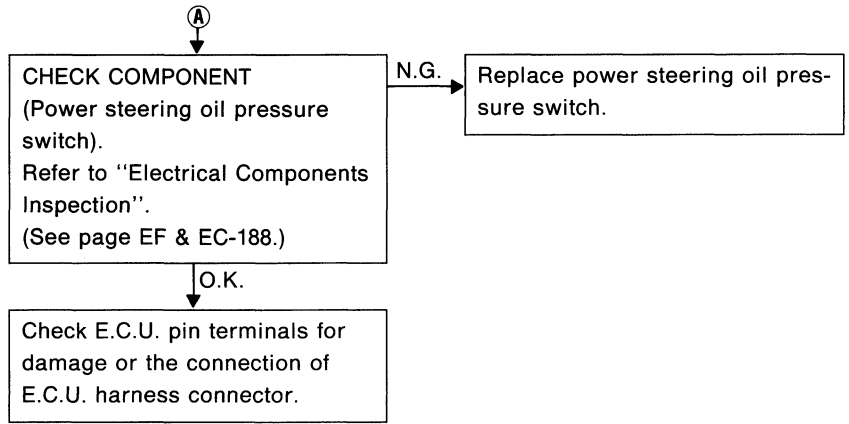 A
CHECK COMPONENT
(Power steering oil pressure
switch).
Refer to "Electrical Components
Inspection".
(See page EF & EC-188.)
N.G.
Replace power steering oil pres-
sure switch.
O.K.
Check E.C.U. pin terminals for
damage or the connection of
E.C.U. harness connector.